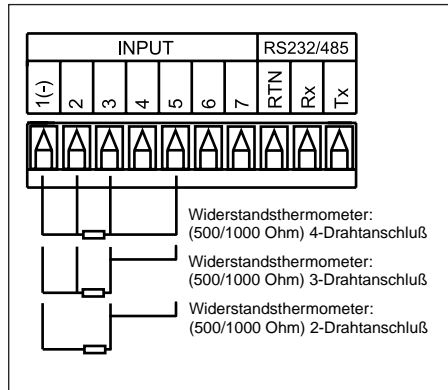 INPUT RS232/485
1(-) 2 3 4 5 6 7 RTN Rx Tx
Widerstandsthermometer:
(500/1000 Ohm) 4-Drahtanschluß
Widerstandsthermometer:
(500/1000 Ohm) 3-Drahtanschluß
Widerstandsthermometer:
(500/1000 Ohm) 2-Drahtanschluß